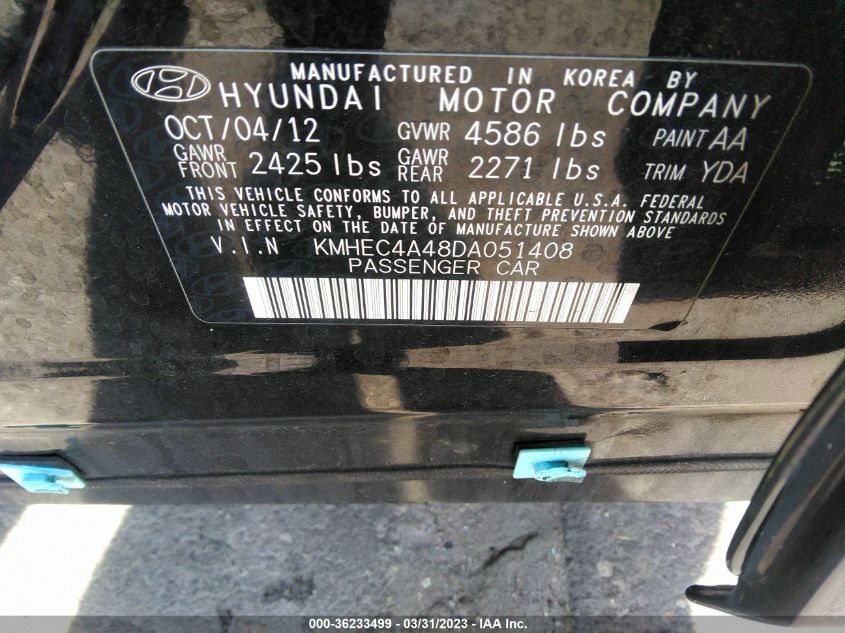 MANUFACTURED IN KOREA BY
HYUNDAI MOTOR COMPANY
OCT/04/12 GVWR 4586 lbs PAINT AA
GAWR FRONT 2425 lbs GAWR REAR 2271 lbs TRIM YDA
THIS VEHICLE CONFORMS TO ALL APPLICABLE U.S.A. FEDERAL
MOTOR VEHICLE SAFETY, BUMPER, AND THEFT PREVENTION STANDARDS
IN EFFECT ON THE DATE OF MANUFACTURE SHOWN ABOVE
V.I.N KMHEC4A48DA051408
PASSENGER CAR
000-36233499 - 03/31/2023 - IAA Inc.